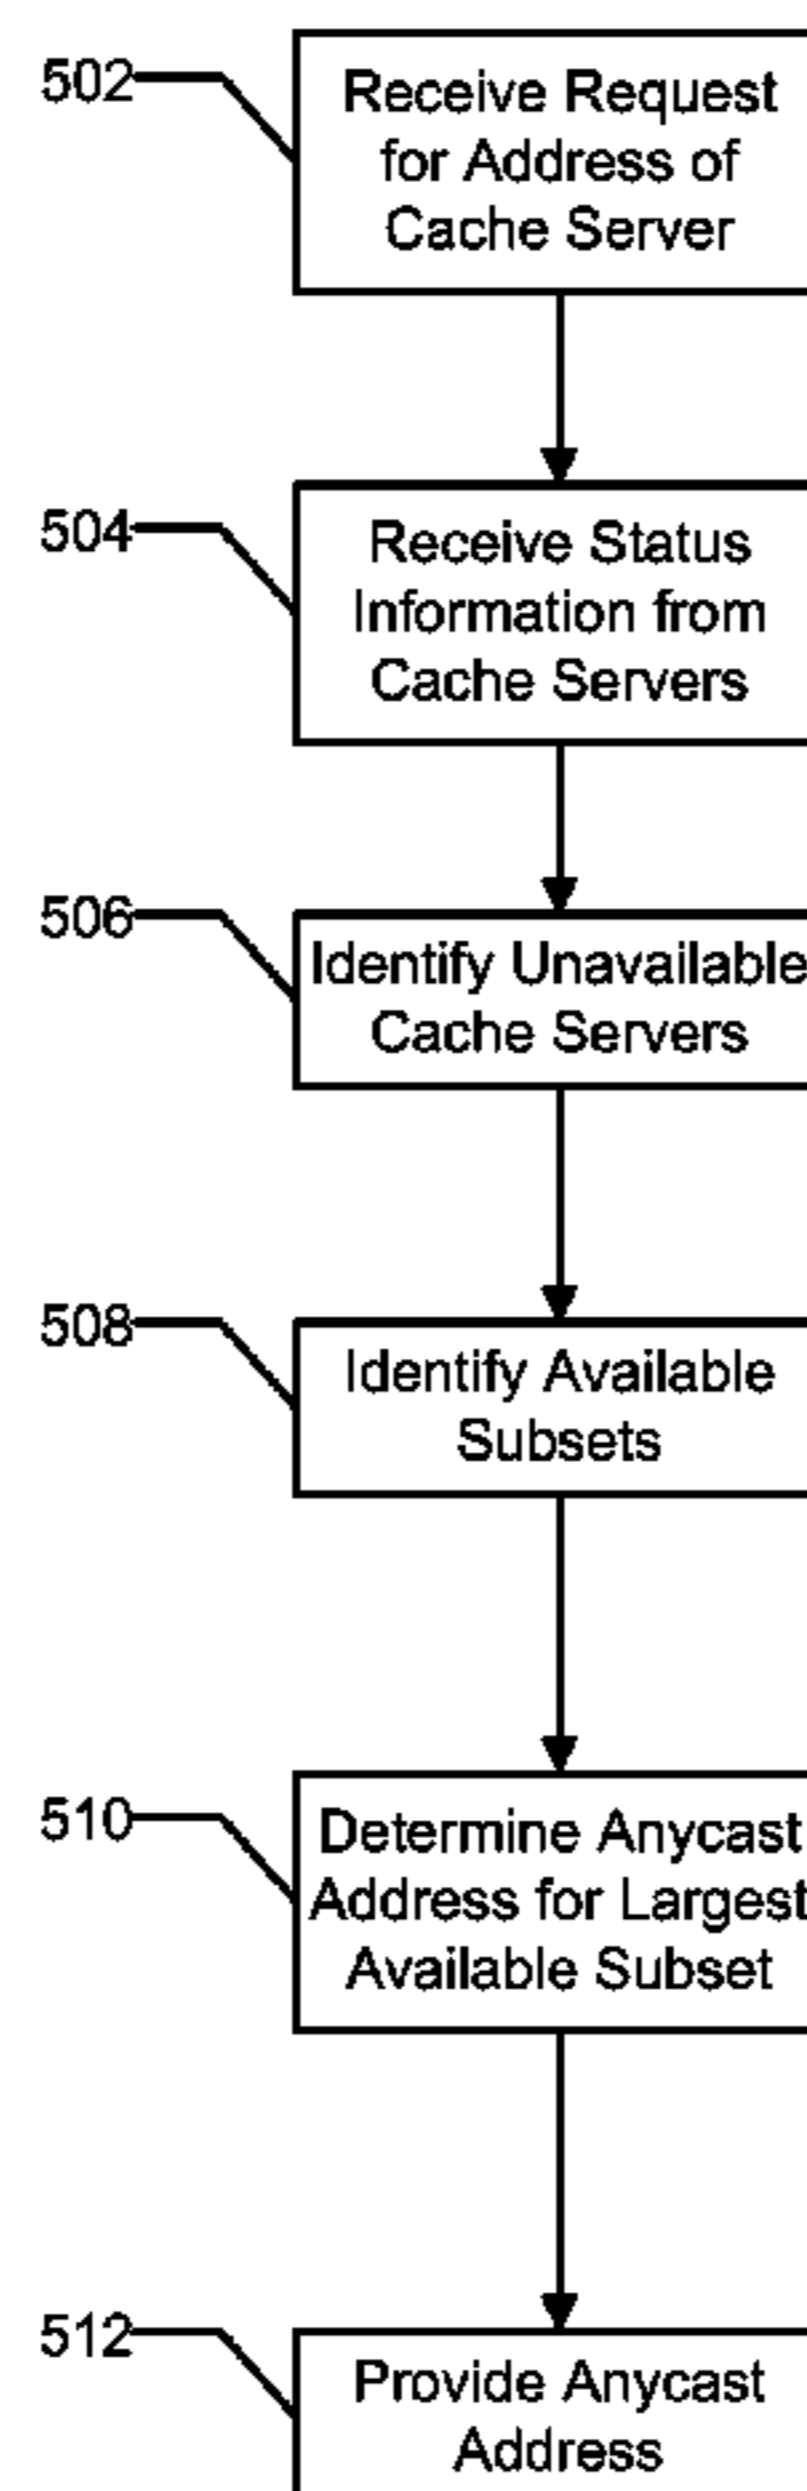 502
Receive Request
for Address of
Cache Server
504
Receive Status
Information from
Cache Servers
506
Identify Unavailable
Cache Servers
508
Identify Available
Subsets
510
Determine Anycast
Address for Largest
Available Subset
512
Provide Anycast
Address